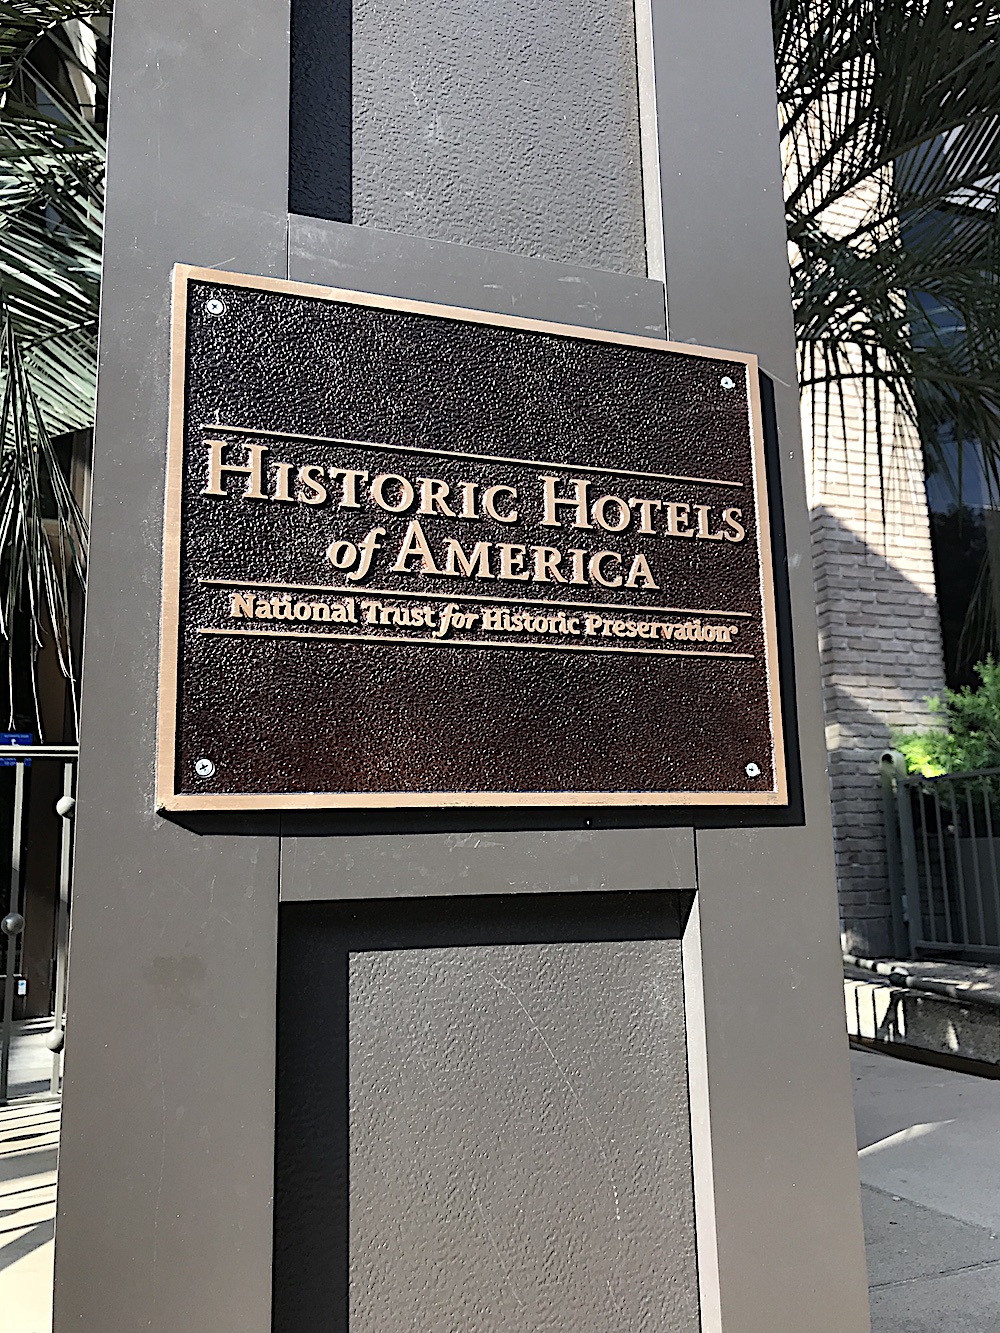 HISTORIC HOTELS
of AMERICA
National Trust for Historic Preservation®